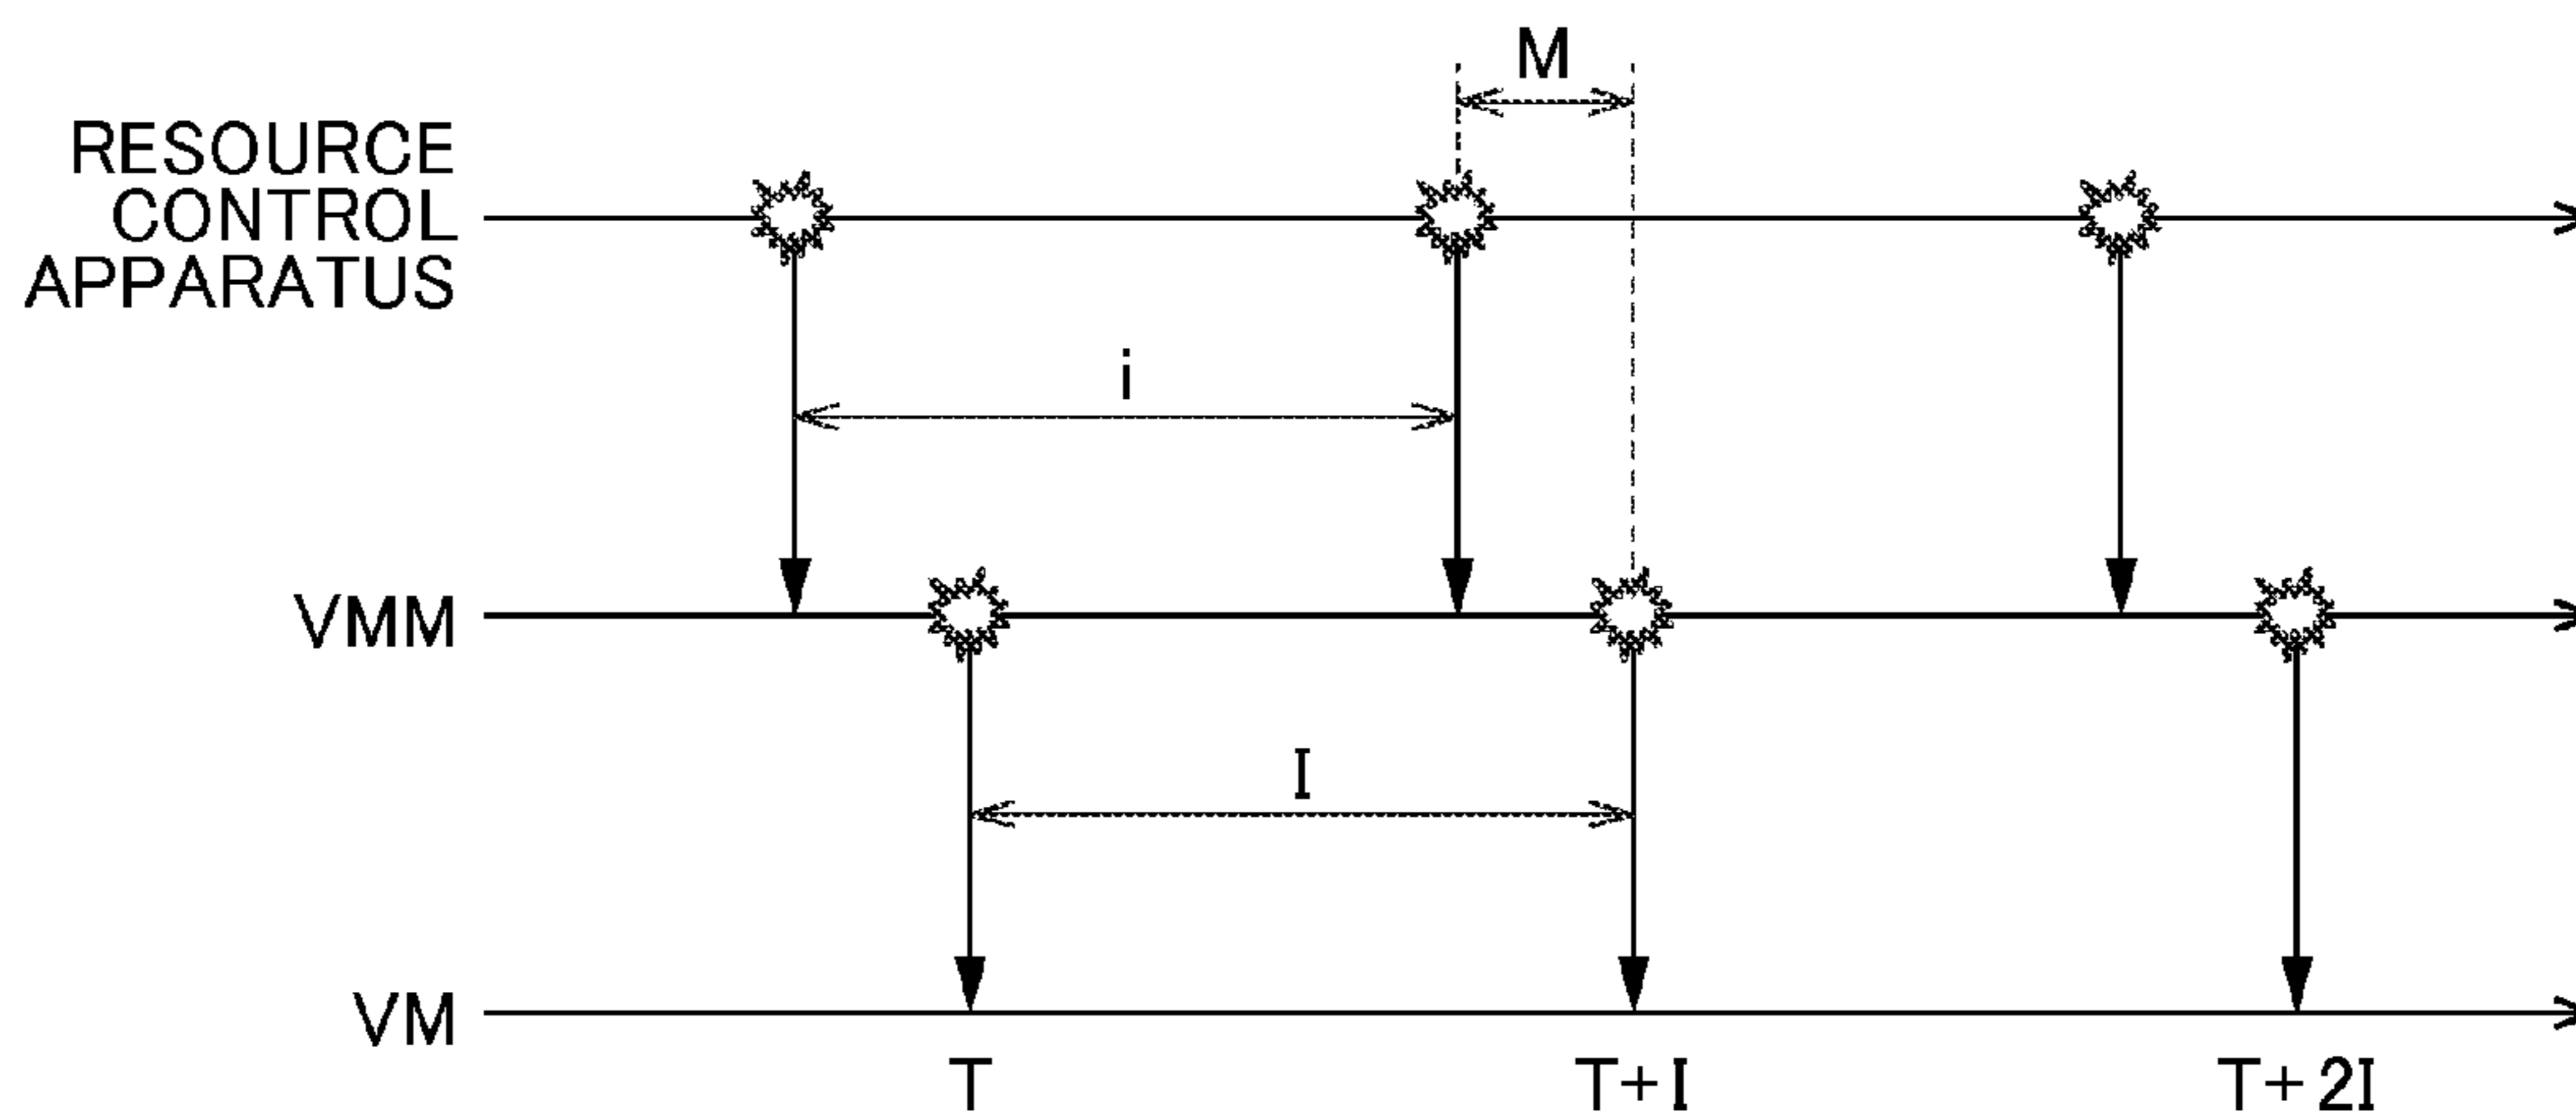 M
RESOURCE
CONTROL
APPARATUS
i
VMM
I
VM
T
T+I
T+2I